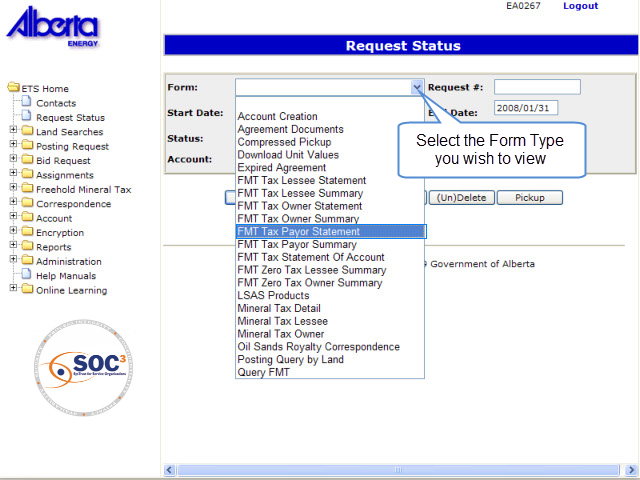 Alberta
ENERGY
EA0267 Logout
Request Status
ETS Home
Contacts
Request Status
Land Searches
Posting Request
Bid Request
Assignments
Freehold Mineral Tax
Correspondence
Account
Encryption
Reports
Administration
Help Manuals
Online Learning
SOC3
Form: Request #:
Start Date: E Date: 2008/01/31
Status:
Account:
Select the Form Type
you wish to view
Account Creation
Agreement Documents
Compressed Pickup
Download Unit Values
Expired Agreement
FMT Tax Lessee Statement
FMT Tax Lessee Summary
FMT Tax Owner Statement
FMT Tax Owner Summary
FMT Tax Payor Statement
FMT Tax Payor Summary
FMT Tax Statement Of Account
FMT Zero Tax Lessee Summary
FMT Zero Tax Owner Summary
LSAS Products
Mineral Tax Detail
Mineral Tax Lessee
Mineral Tax Owner
Oil Sands Royalty Correspondence
Posting Query by Land
Query FMT
(Un)Delete Pickup
Government of Alberta